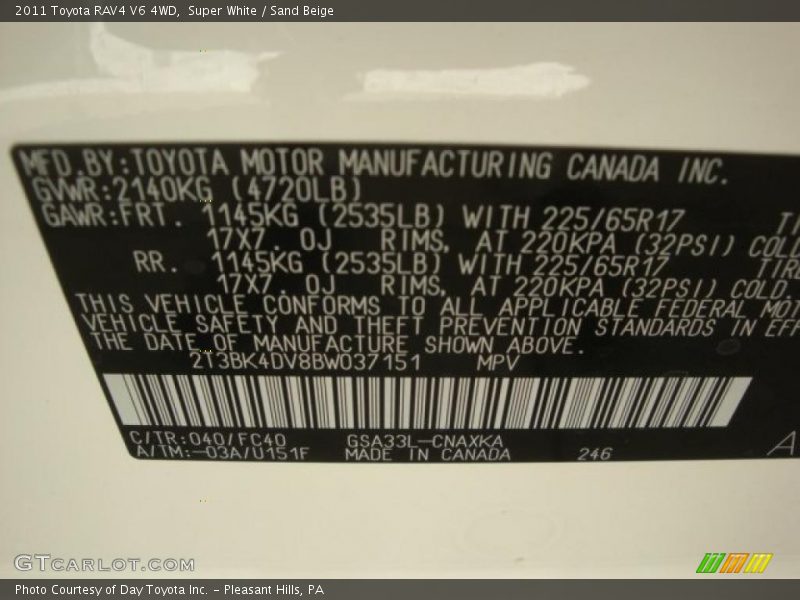 2011 Toyota RAV4 V6 4WD, Super White / Sand Beige
MFD.BY:TOYOTA MOTOR MANUFACTURING CANADA INC.
GVWR:2140KG (4720LB)
GAWR:FRT. 1145KG (2535LB) WITH 225/65R17
17X7.0J RIMS, AT 220KPA (32PSI) COLD
RR. 1145KG (2535LB) WITH 225/65R17 TIRE
17X7.0J RIMS, AT 220KPA (32PSI) COLD.
THIS VEHICLE CONFORMS TO ALL APPLICABLE FEDERAL MOT
VEHICLE SAFETY AND THEFT PREVENTION STANDARDS IN EFF
THE DATE OF MANUFACTURE SHOWN ABOVE.
2T3BK4DV8BW037151 MPV
C/TR:040/FC40 GSA33L-CNAXKA
A/TM:-03A/U151F MADE IN CANADA 246 A
GTCARLOT.COM
Photo Courtesy of Day Toyota Inc. - Pleasant Hills, PA